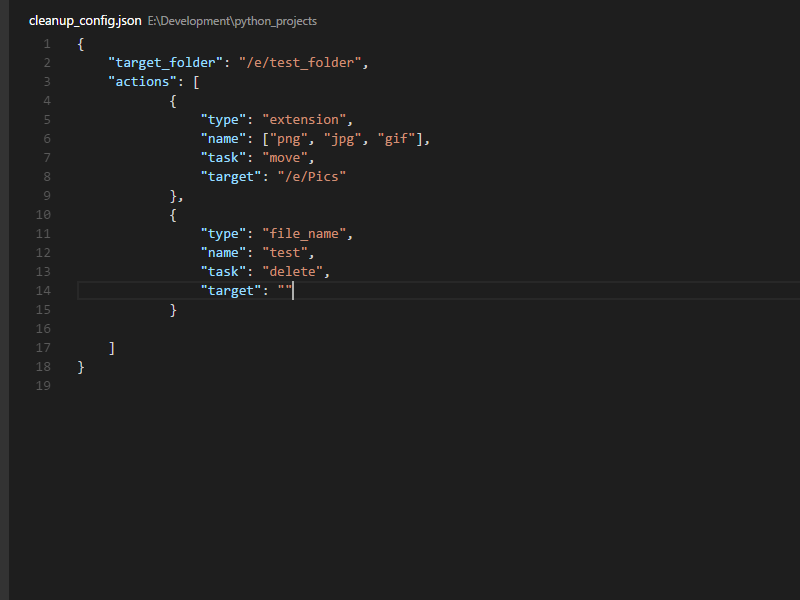 cleanup_config.json E:\Development\python_projects
1 {
2 "target_folder": "/e/test_folder",
3 "actions": [
4 {
5 "type": "extension",
6 "name": ["png", "jpg", "gif"],
7 "task": "move",
8 "target": "/e/Pics"
9 },
10 {
11 "type": "file_name",
12 "name": "test",
13 "task": "delete",
14 "target": ""
15 }
16
17 ]
18 }
19